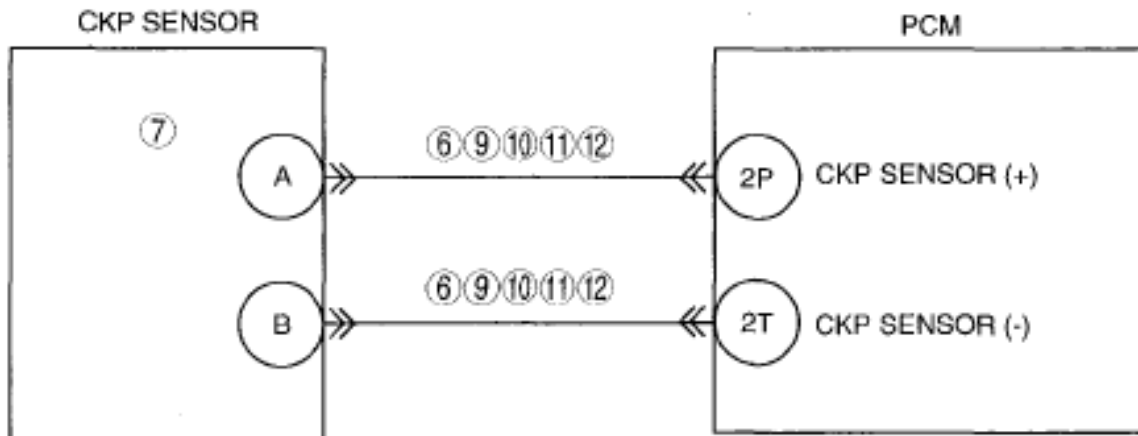 CKP SENSOR PCM
⑦
⑥⑨⑩⑪⑫
A 2P CKP SENSOR (+)
⑥⑨⑩⑪⑫
B 2T CKP SENSOR (-)